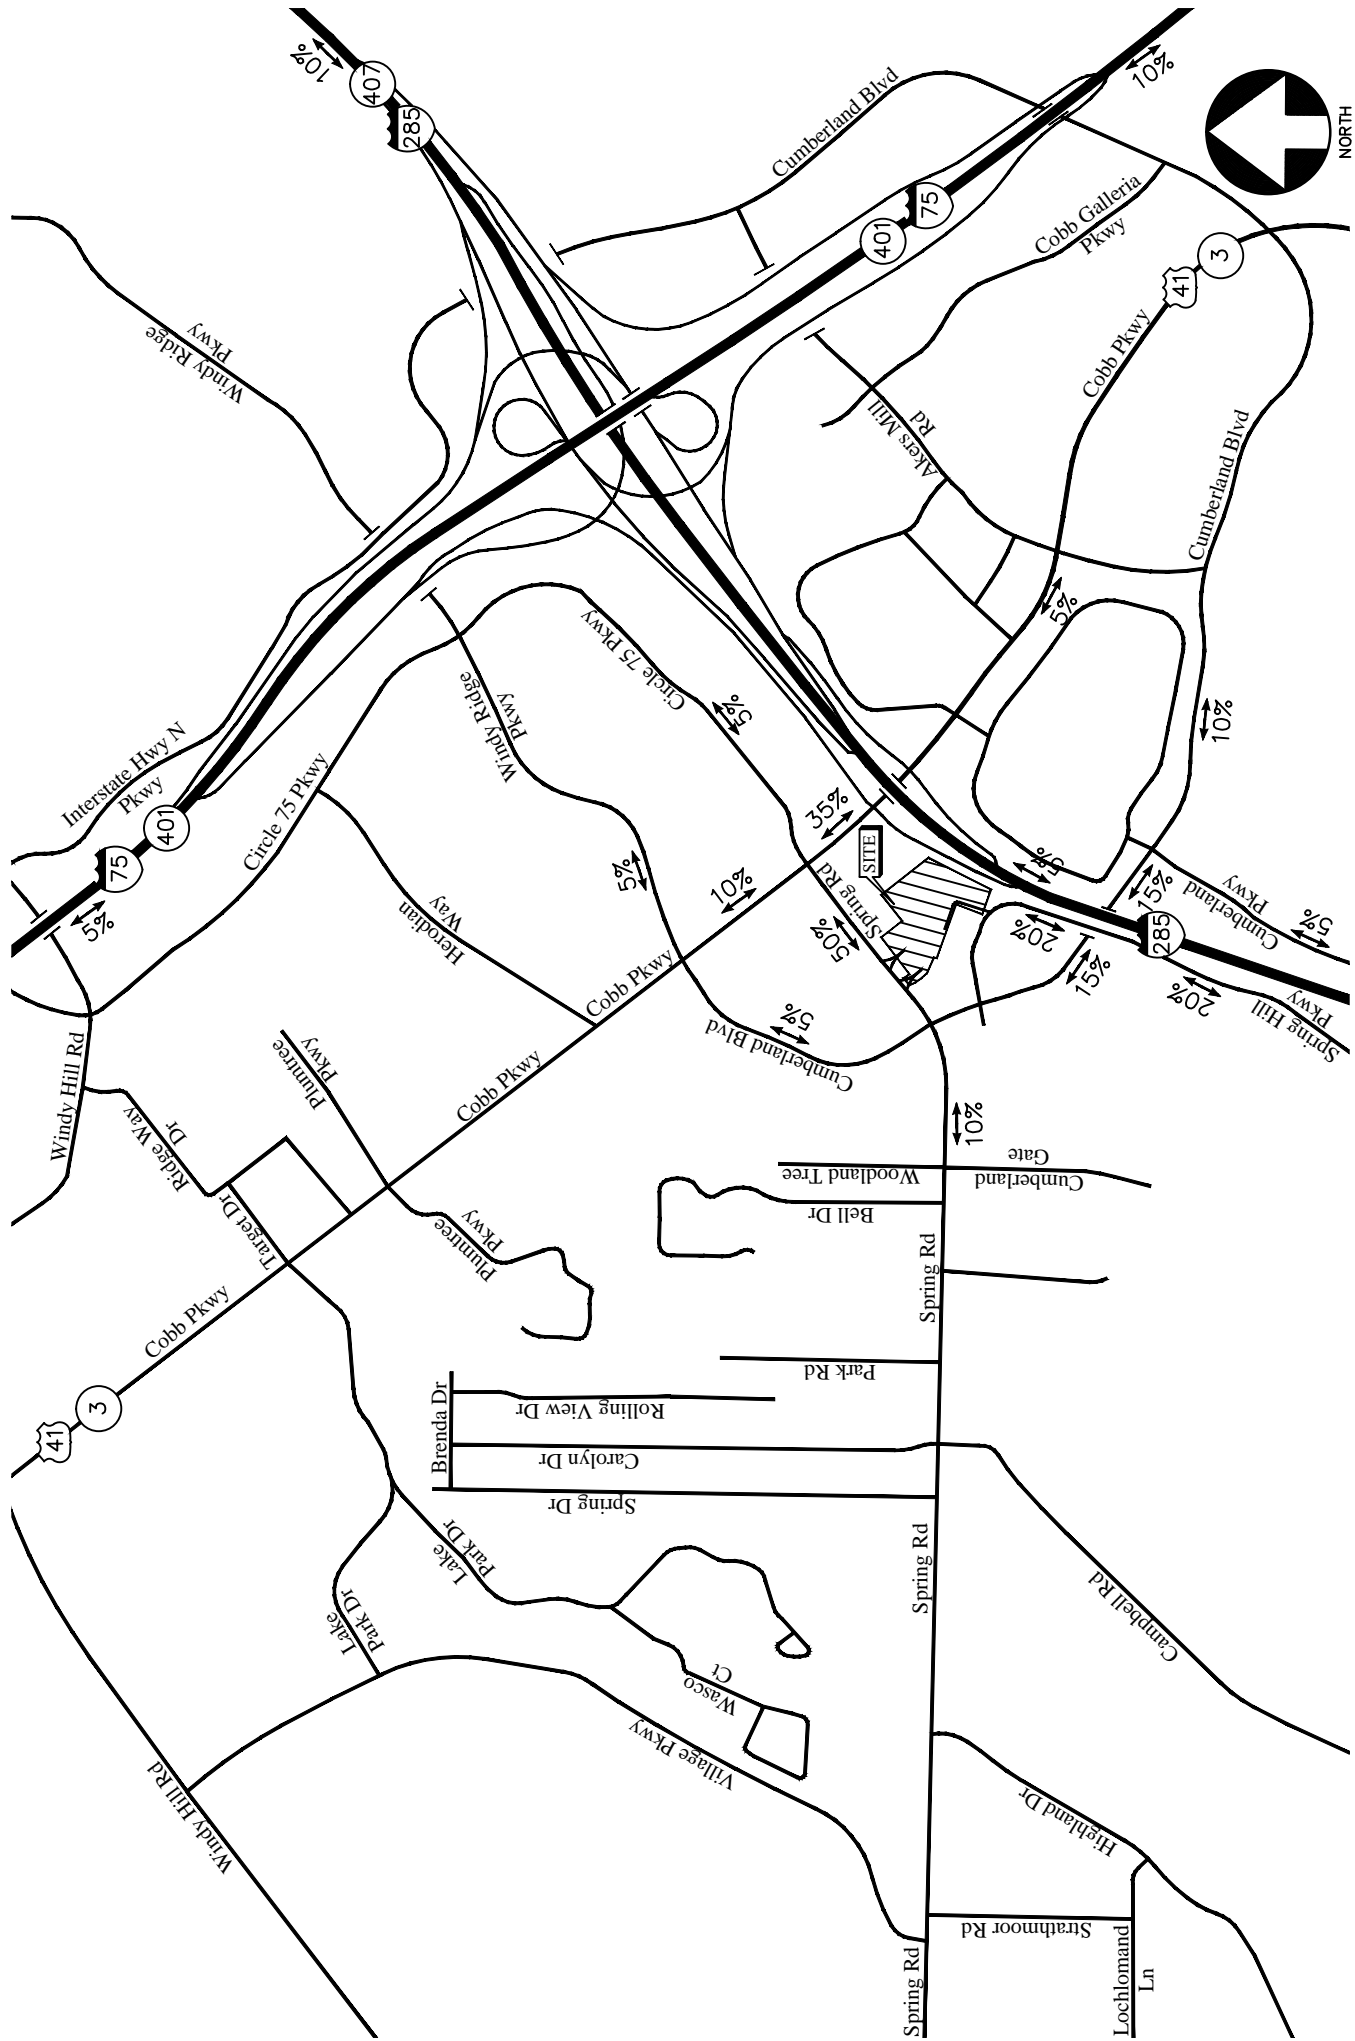 10%
407
285
10%
Cumberland Blvd
NORTH
Windy Ridge
Pkwy
401
75
Cobb Galleria
Pkwy
3
41
Cobb Pkwy
Akers Mill
Rd
Cumberland Blvd
5%
Circle 75 Pkwy
5%
Windy Ridge
Pkwy
10%
Interstate Hwy N
Pkwy
401
75
5%
Circle 75 Pkwy
35%
SITE
Spring Rd
50%
5%
10%
Herodian
Way
5%
15%
Cumberland
Pkwy
5%
285
20%
15%
20%
Spring Hill
Pkwy
Cobb Pkwy
5%
Cumberland Blvd
Windy Hill Rd
Plumtree
Pkwy
Cobb Pkwy
10%
Ridge Way
Dr
Target Dr
Woodland Tree
Cumberland
Gate
Bell Dr
Plumtree
Pkwy
Spring Rd
Cobb Pkwy
3
41
Park Rd
Brenda Dr
Rolling View Dr
Carolyn Dr
Spring Dr
Lake
Park Dr
Spring Rd
Lake
Park Dr
Campbell Rd
Wasco
Ct
Village Pkwy
Windy Hill Rd
Highland Dr
Strathmoor Rd
Spring Rd
Lochlomand
Ln